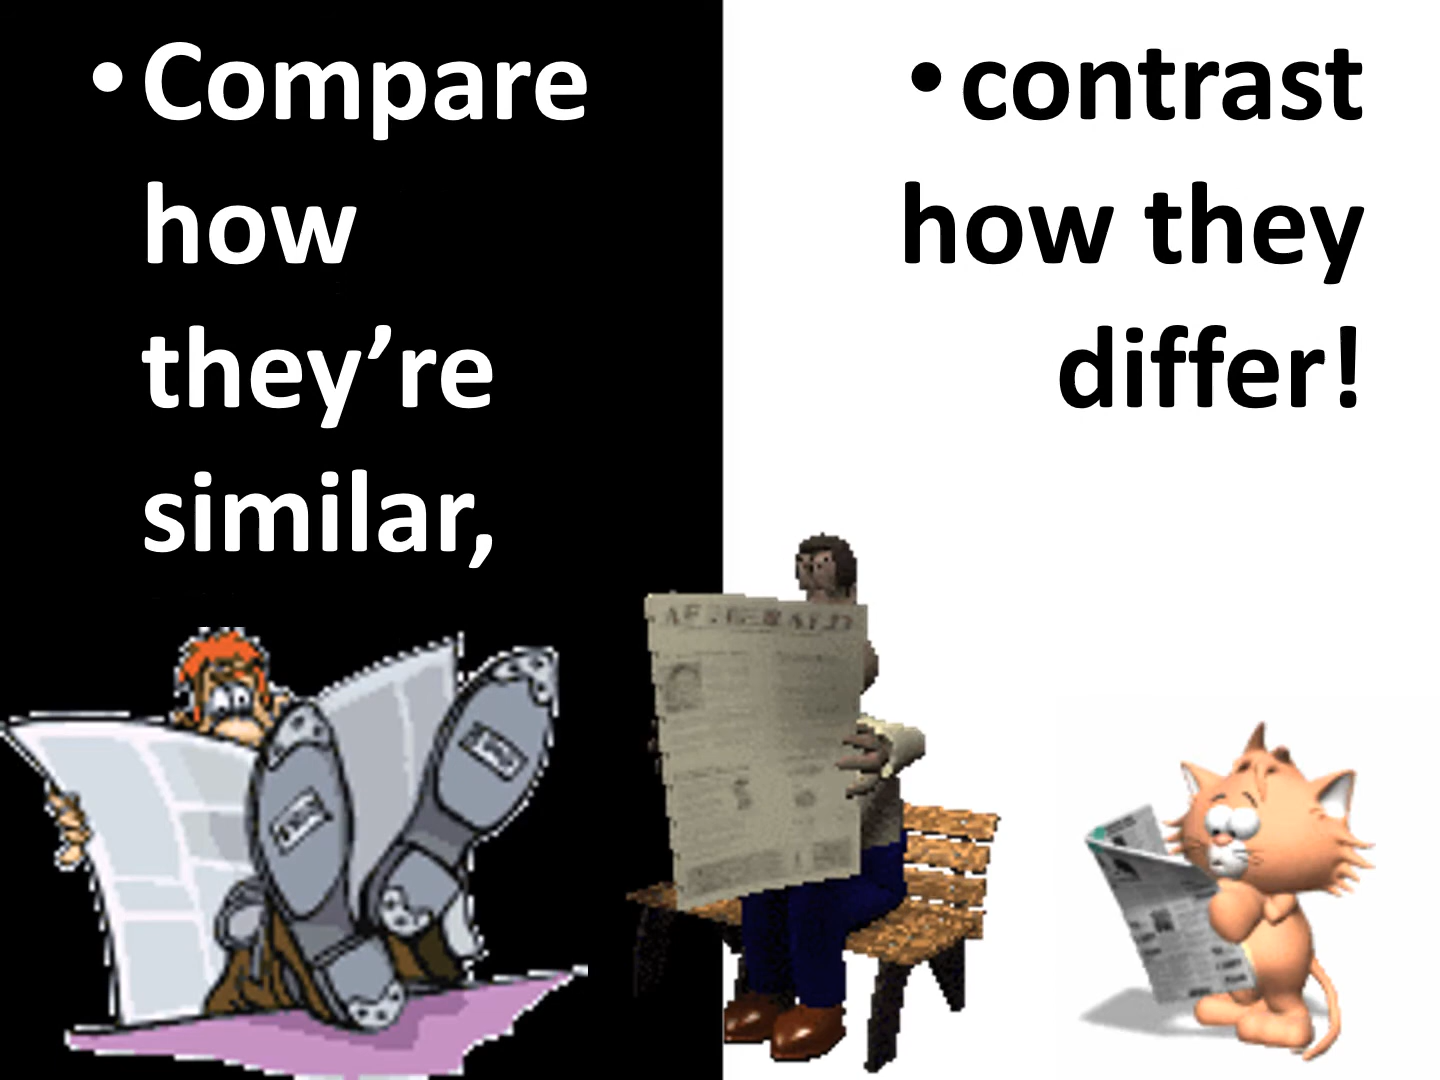 • Compare
how
they’re
similar,
• contrast
how they
differ!